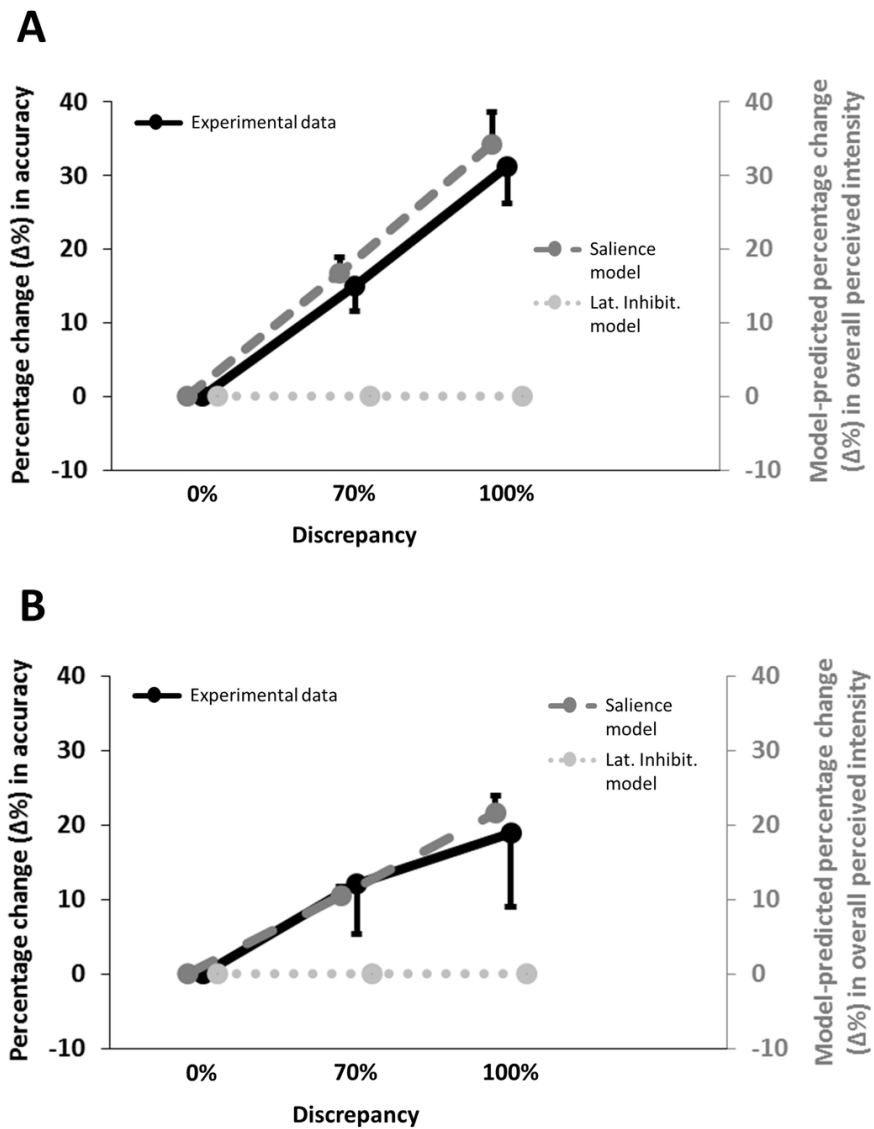 A
Percentage change (Δ%) in accuracy
40
30
20
10
0
-10
Experimental data
Salience
model
Lat. Inhibit.
model
40
30
20
10
0
-10
Model-predicted percentage change
(Δ%) in overall perceived intensity
0% 70% 100%
Discrepancy
B
Percentage change (Δ%) in accuracy
40
30
20
10
0
-10
Experimental data
Salience
model
Lat. Inhibit.
model
40
30
20
10
0
-10
Model-predicted percentage change
(Δ%) in overall perceived intensity
0% 70% 100%
Discrepancy